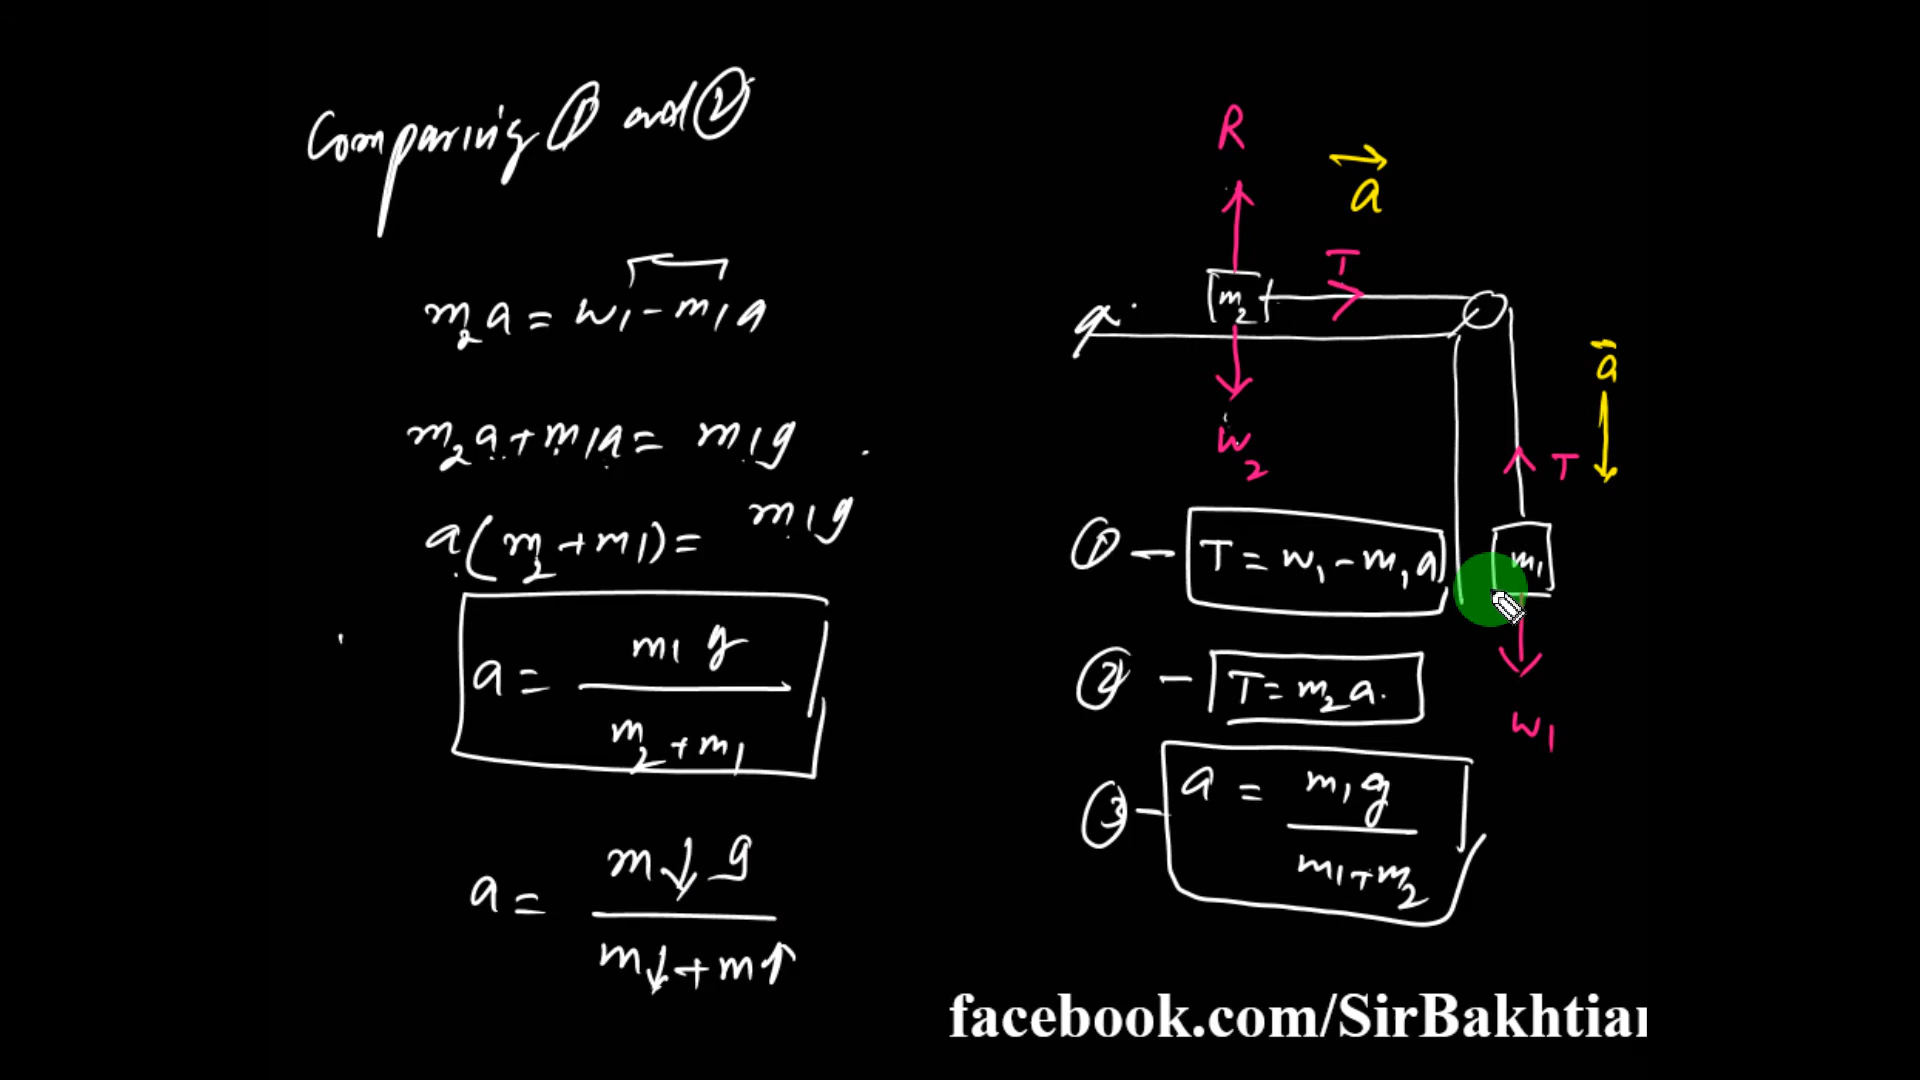 Comparing ① and ②
m₂a = w₁ - m₁a
m₂a + m₁a = m₁g
a(m₂ + m₁) = m₁g
a = m₁g / m₂ + m₁
a = m↓g / m↓ + m↑
R
a
T
m₂
a
W₂
T
m₁
① - T = w₁ - m₁a
② - T = m₂a.
W₁
③ - a = m₁g / m₁ + m₂
facebook.com/SirBakhtiar